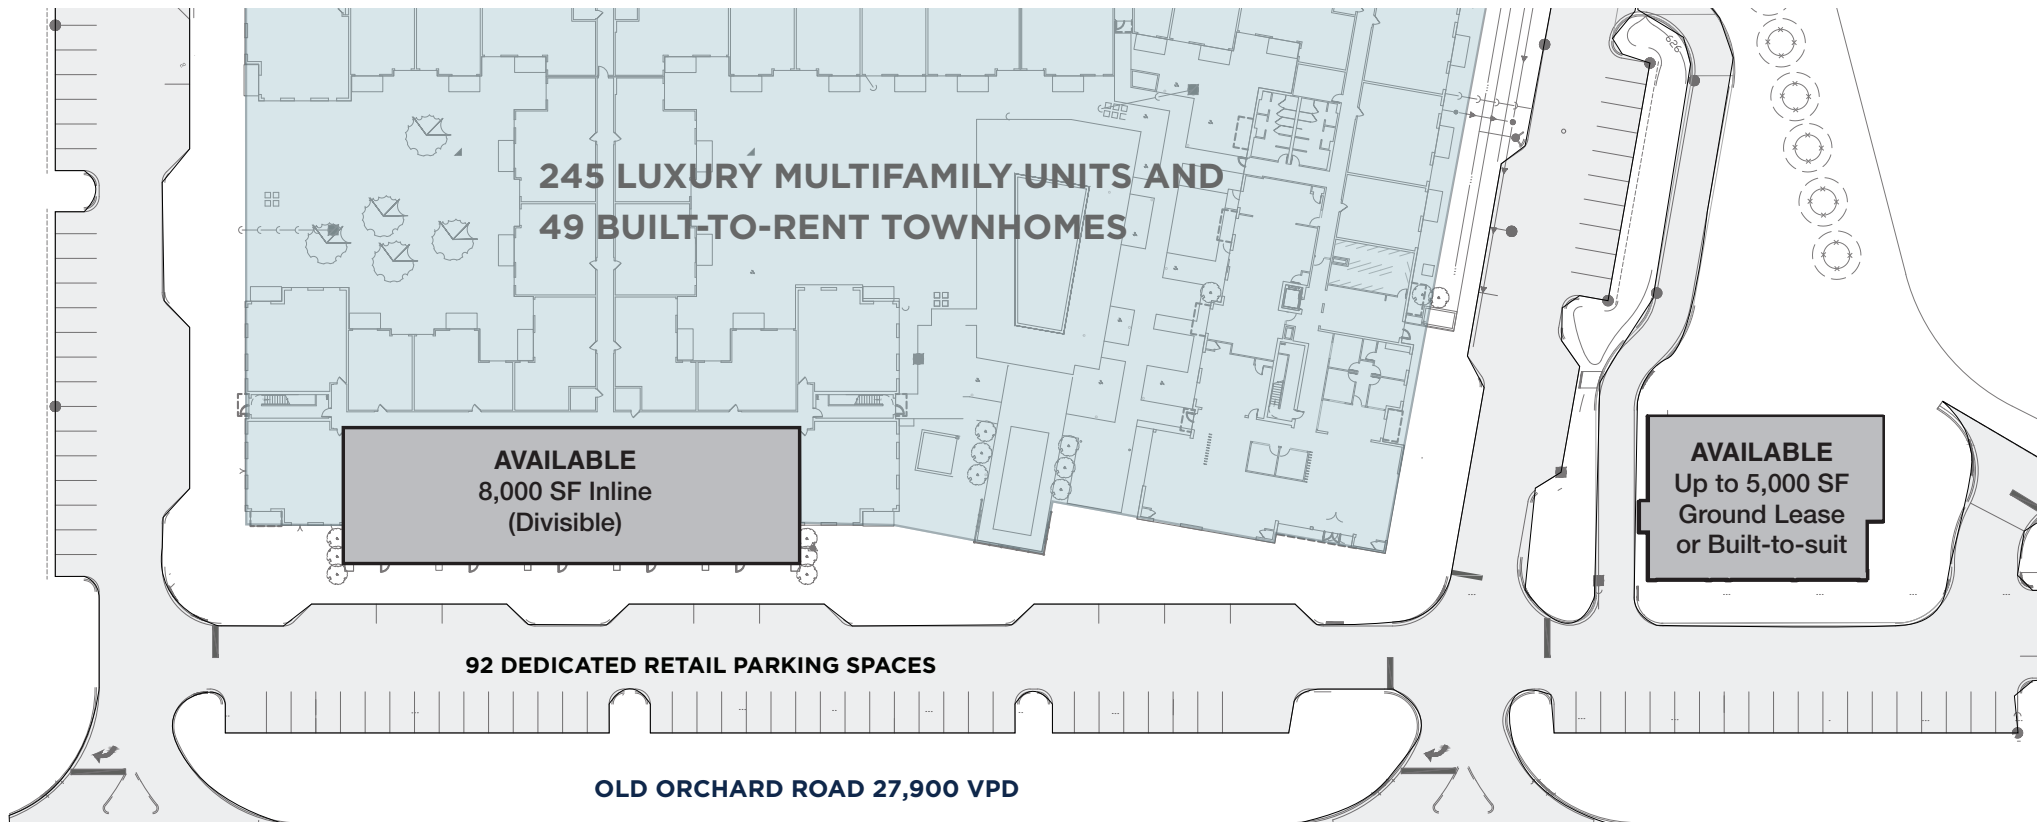 626
245 LUXURY MULTIFAMILY UNITS AND
49 BUILT-TO-RENT TOWNHOMES
AVAILABLE
8,000 SF Inline
(Divisible)
AVAILABLE
Up to 5,000 SF
Ground Lease
or Built-to-suit
92 DEDICATED RETAIL PARKING SPACES
OLD ORCHARD ROAD 27,900 VPD